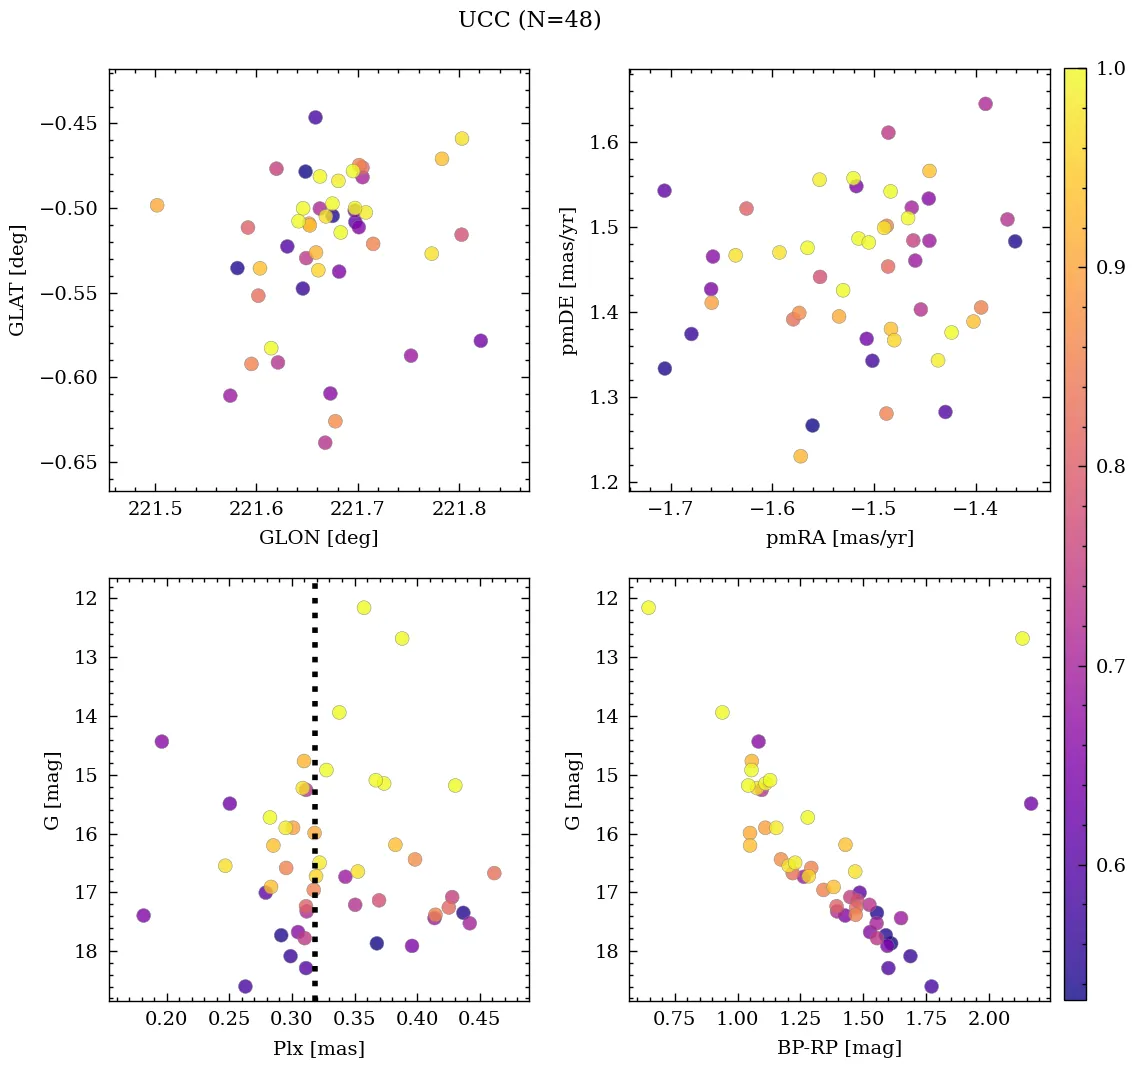 UCC (N=48)
−0.45
−0.50
−0.55
−0.60
−0.65
GLAT [deg]
221.5 221.6 221.7 221.8
GLON [deg]
1.6
1.5
1.4
1.3
1.2
pmDE [mas/yr]
−1.7 −1.6 −1.5 −1.4
pmRA [mas/yr]
1.0
0.9
0.8
0.7
0.6
12
13
14
15
16
17
18
G [mag]
0.20 0.25 0.30 0.35 0.40 0.45
Plx [mas]
12
13
14
15
16
17
18
G [mag]
0.75 1.00 1.25 1.50 1.75 2.00
BP-RP [mag]